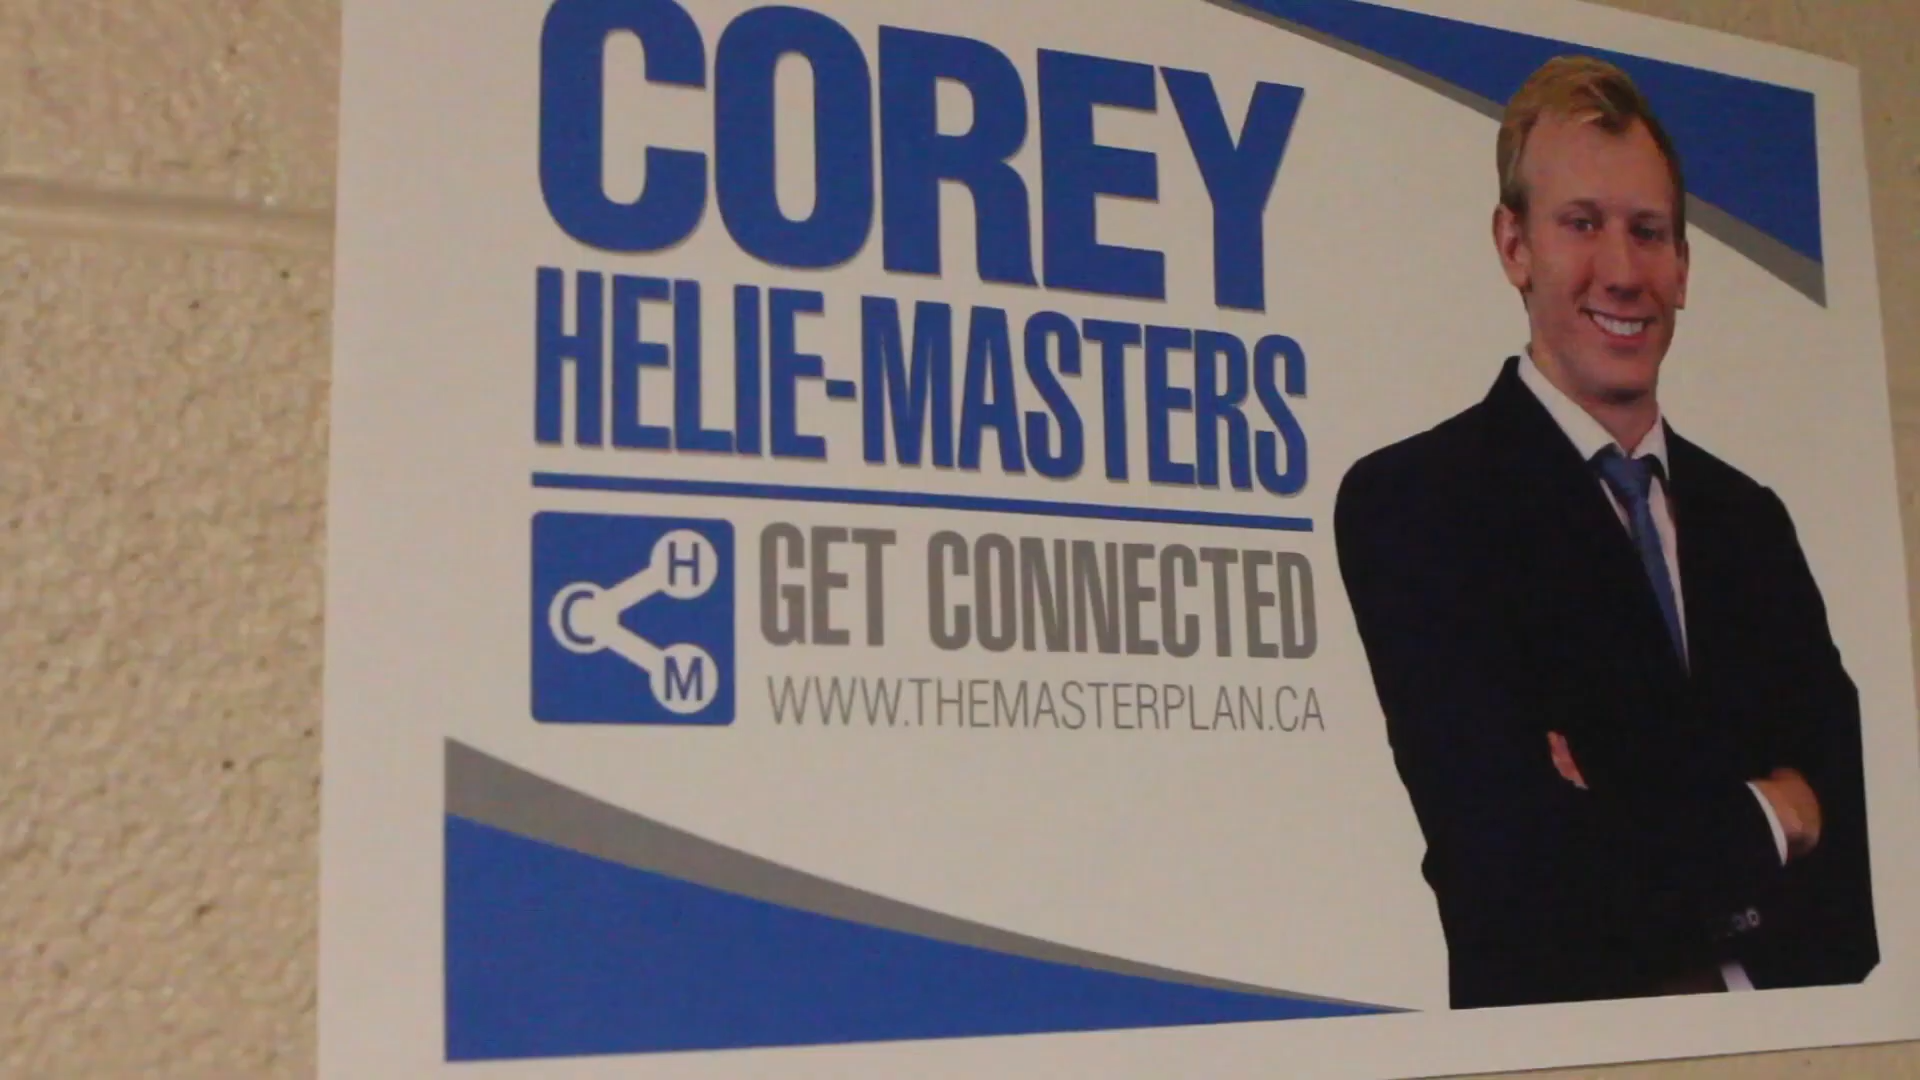 COREY
HELIE-MASTERS
C H M
GET CONNECTED
WWW.THEMASTERPLAN.CA